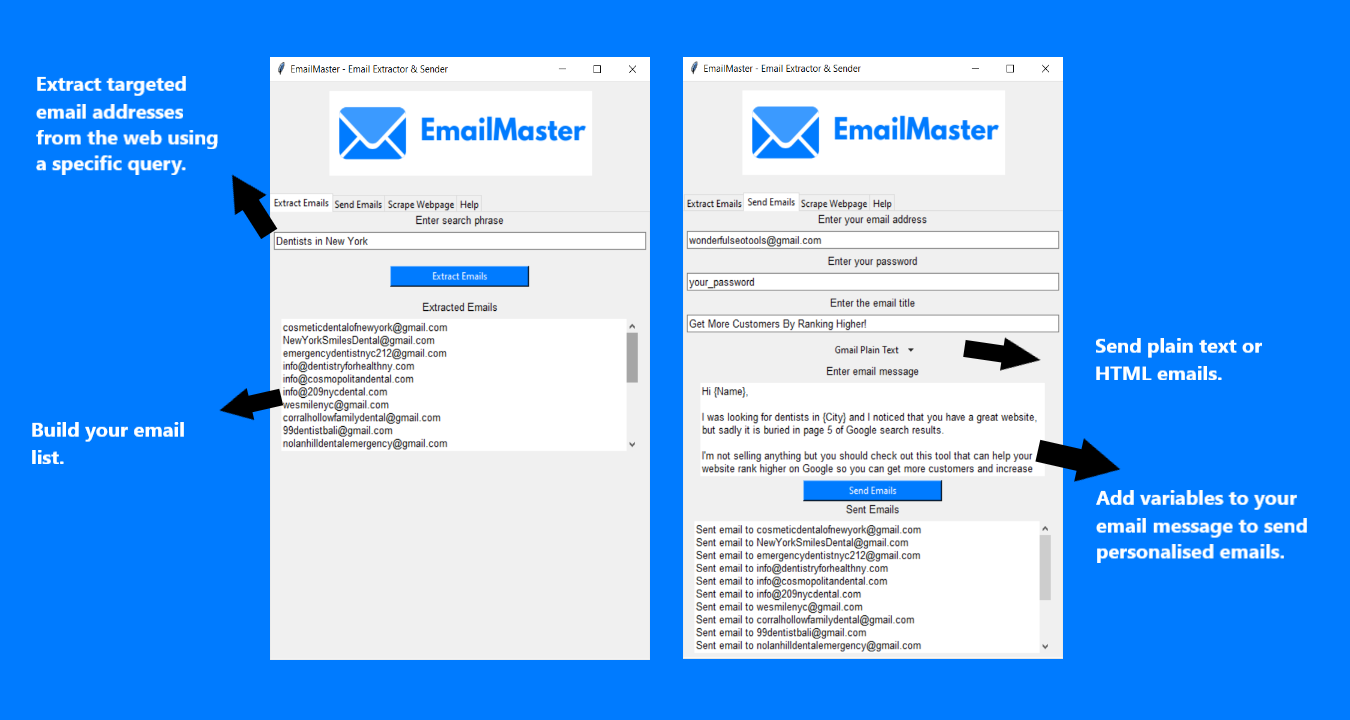 Extract targeted
email addresses
from the web using
a specific query.
Build your email
list.
EmailMaster - Email Extractor & Sender
EmailMaster
Extract Emails Send Emails Scrape Webpage Help
Enter search phrase
Dentists in New York
Extract Emails
Extracted Emails
cosmeticdentalofnewyork@gmail.com
NewYorkSmilesDental@gmail.com
emergencydentistnyc212@gmail.com
info@dentistryforhealthny.com
info@cosmopolitandental.com
info@209nycdental.com
wesmilenyc@gmail.com
corralhollowfamilydental@gmail.com
99dentistbali@gmail.com
nolanhilldentalemergency@gmail.com
EmailMaster - Email Extractor & Sender
EmailMaster
Extract Emails Send Emails Scrape Webpage Help
Enter your email address
wonderfulseotools@gmail.com
Enter your password
your_password
Enter the email title
Get More Customers By Ranking Higher!
Gmail Plain Text
Enter email message
Hi {Name},
I was looking for dentists in {City} and I noticed that you have a great website,
but sadly it is buried in page 5 of Google search results.
I'm not selling anything but you should check out this tool that can help your
website rank higher on Google so you can get more customers and increase
Send Emails
Sent Emails
Sent email to cosmeticdentalofnewyork@gmail.com
Sent email to NewYorkSmilesDental@gmail.com
Sent email to emergencydentistnyc212@gmail.com
Sent email to info@dentistryforhealthny.com
Sent email to info@cosmopolitandental.com
Sent email to info@209nycdental.com
Sent email to wesmilenyc@gmail.com
Sent email to corralhollowfamilydental@gmail.com
Sent email to 99dentistbali@gmail.com
Sent email to nolanhilldentalemergency@gmail.com
Send plain text or
HTML emails.
Add variables to your
email message to send
personalised emails.